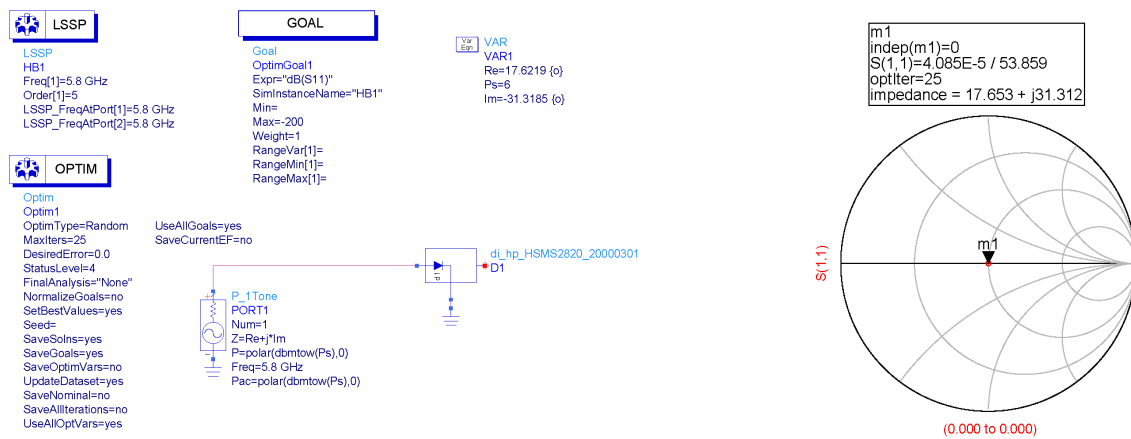 LSSP
LSSP
HB1
Freq[1]=5.8 GHz
Order[1]=5
LSSP_FreqAtPort[1]=5.8 GHz
LSSP_FreqAtPort[2]=5.8 GHz
GOAL
Goal
OptimGoal1
Expr="dB(S11)"
SimInstanceName="HB1"
Min=
Max=-200
Weight=1
RangeVar[1]=
RangeMin[1]=
RangeMax[1]=
Var
Eqn
VAR
VAR1
Re=17.6219 {o}
Ps=6
Im=-31.3185 {o}
OPTIM
Optim
Optim1
OptimType=Random
MaxIters=25
DesiredError=0.0
StatusLevel=4
FinalAnalysis="None"
NormalizeGoals=no
SetBestValues=yes
Seed=
SaveSolns=yes
SaveGoals=yes
SaveOptimVars=no
UpdateDataset=yes
SaveNominal=no
SaveAllIterations=no
UseAllOptVars=yes
UseAllGoals=yes
SaveCurrentEF=no
P_1Tone
PORT1
Num=1
Z=Re+j*Im
P=polar(dbmtow(Ps),0)
Freq=5.8 GHz
Pac=polar(dbmtow(Ps),0)
d1
di_hp_HSMS2820_20000301
D1
m1
indep(m1)=0
S(1,1)=4.085E-5 / 53.859
optIter=25
impedance = 17.653 + j31.312
m1
S(1,1)
(0.000 to 0.000)